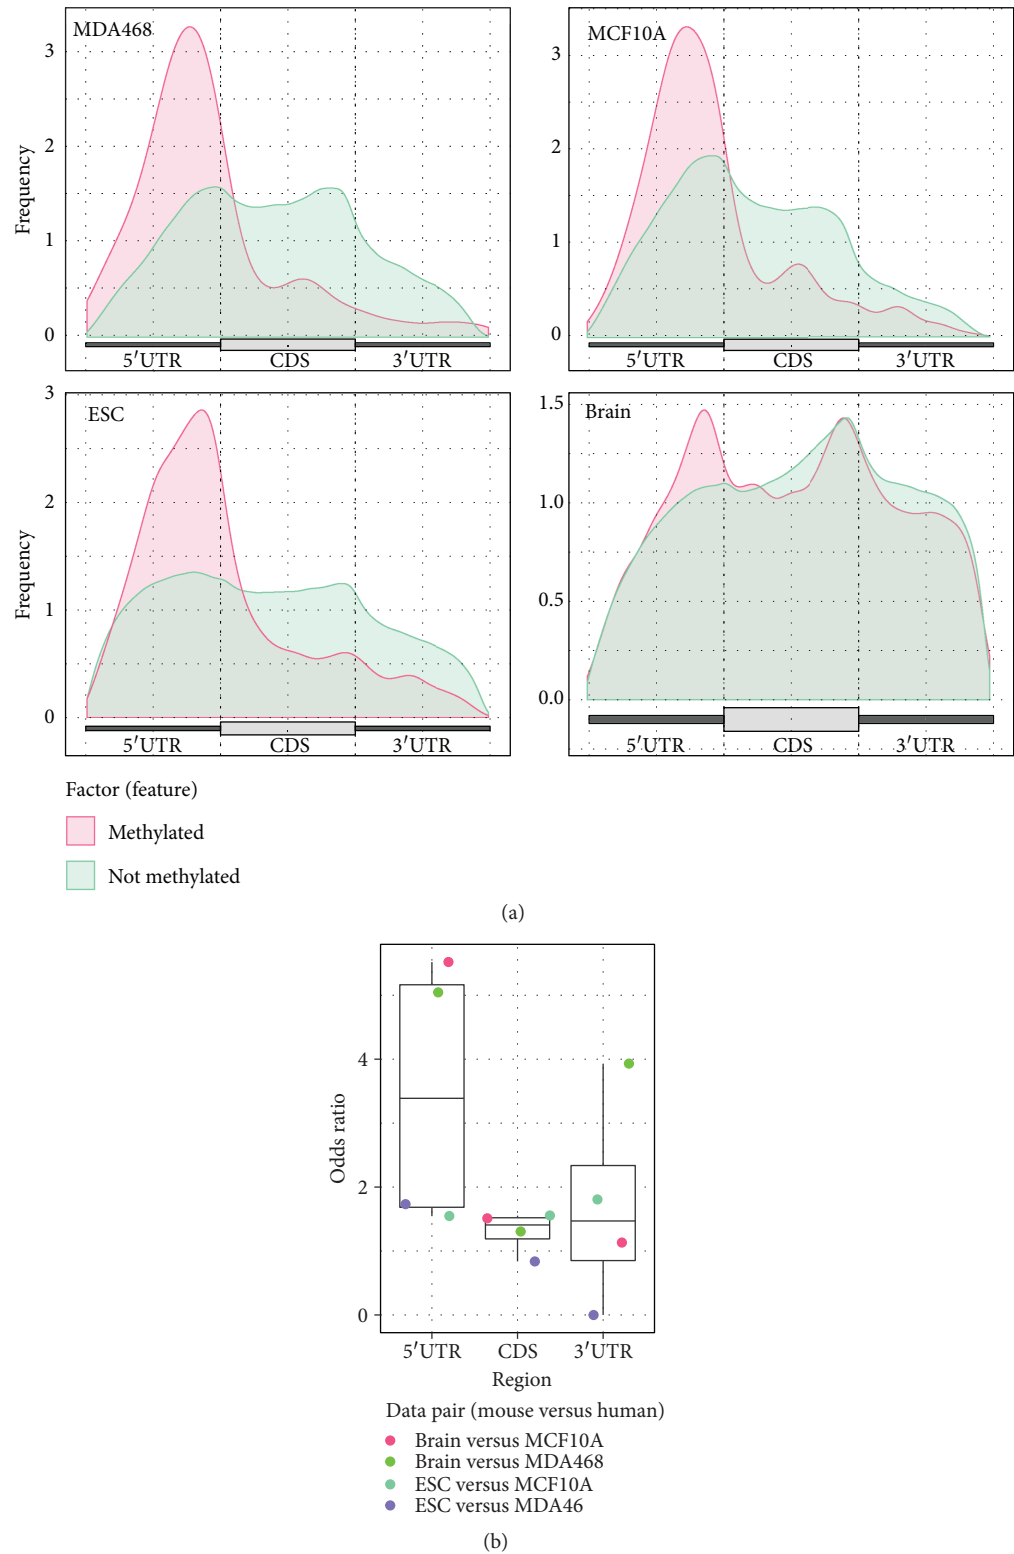 MDA468
Frequency
3
2
1
0
5′UTR CDS 3′UTR
MCF10A
3
2
1
0
5′UTR CDS 3′UTR
ESC
Frequency
3
2
1
0
5′UTR CDS 3′UTR
Brain
1.5
1.0
0.5
0.0
5′UTR CDS 3′UTR
Factor (feature)
Methylated
Not methylated
(a)
Odds ratio
4
2
0
5′UTR CDS 3′UTR
Region
Data pair (mouse versus human)
Brain versus MCF10A
Brain versus MDA468
ESC versus MCF10A
ESC versus MDA46
(b)